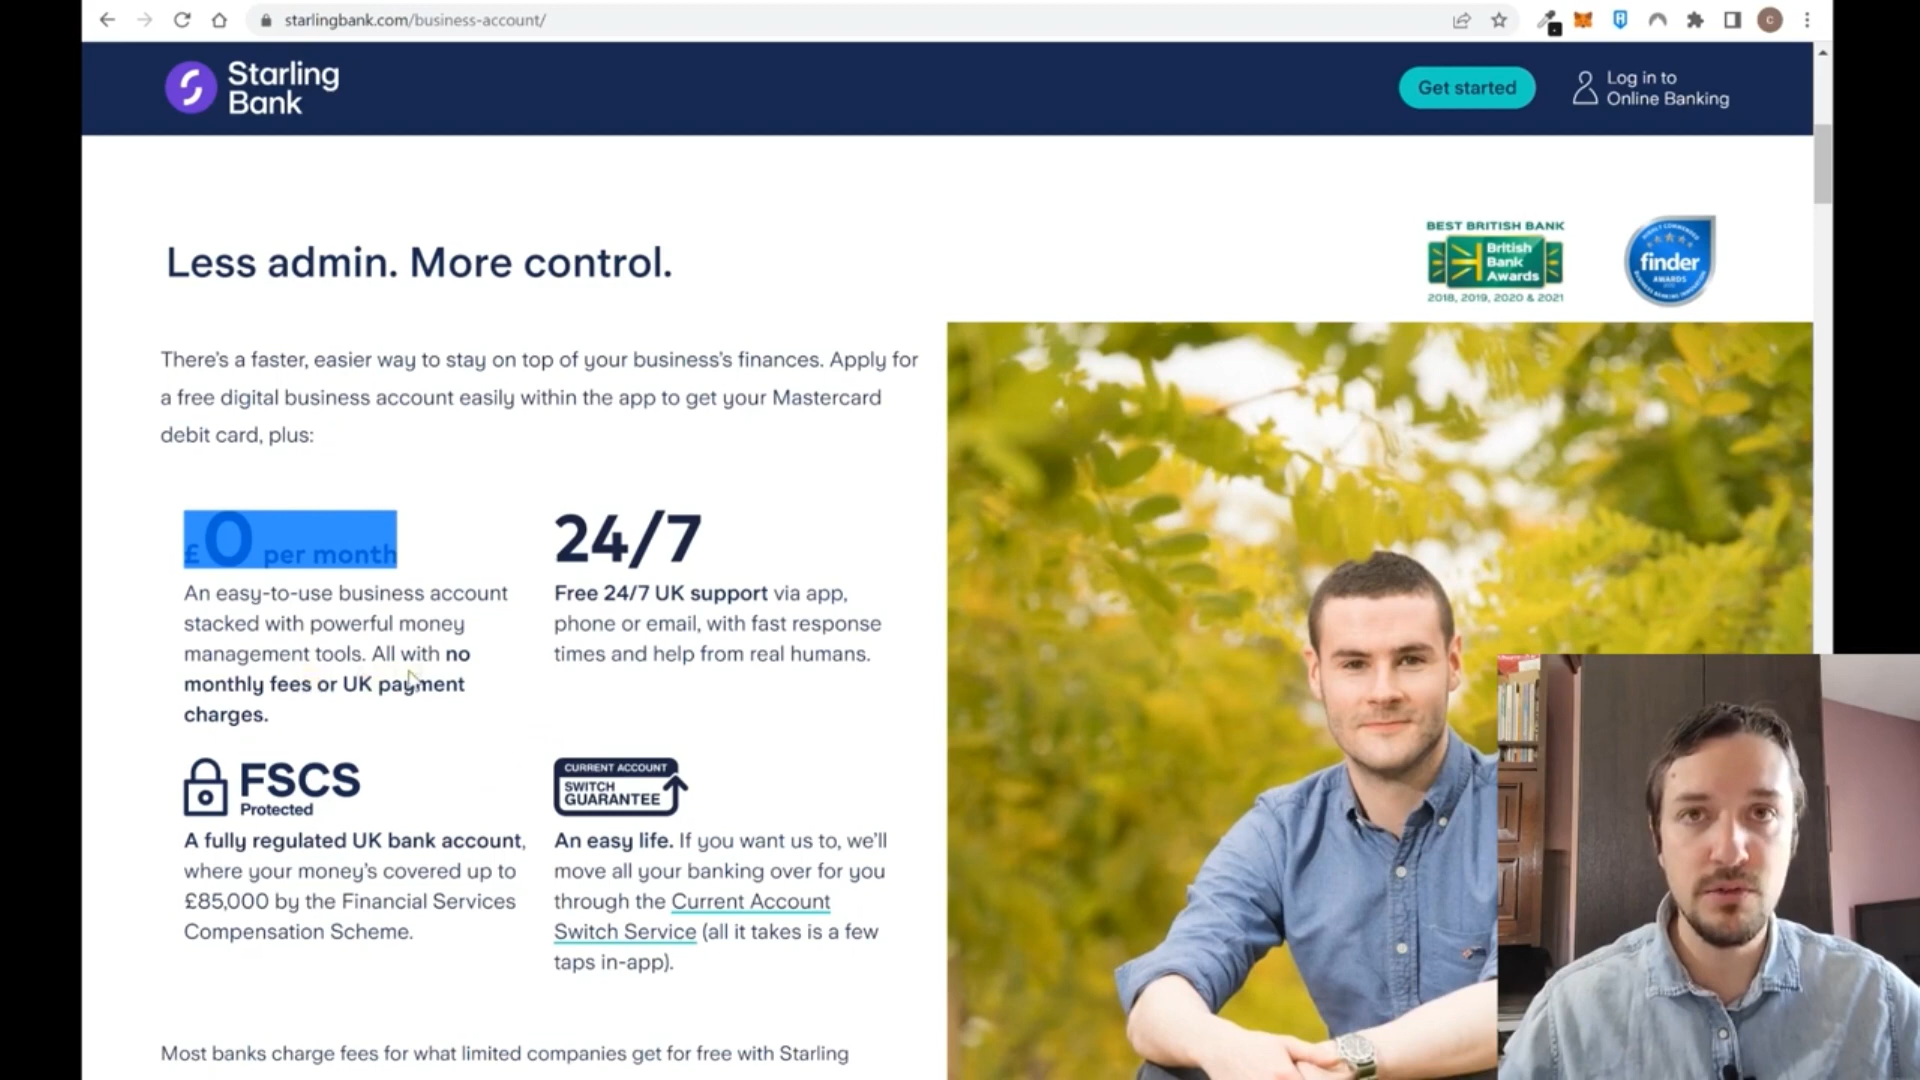 starlingbank.com/business-account/
C
Starling
Bank
Get started
Log in to
Online Banking
Less admin. More control.
BEST BRITISH BANK
British
Bank
Awards
2018, 2019, 2020 & 2021
HIGHLY COMMENDED
finder
AWARDS
There's a faster, easier way to stay on top of your business's finances. Apply for
a free digital business account easily within the app to get your Mastercard
debit card, plus:
£0 per month
An easy-to-use business account
stacked with powerful money
management tools. All with no
monthly fees or UK payment
charges.
24/7
Free 24/7 UK support via app,
phone or email, with fast response
times and help from real humans.
FSCS
Protected
A fully regulated UK bank account,
where your money's covered up to
£85,000 by the Financial Services
Compensation Scheme.
CURRENT ACCOUNT
SWITCH
GUARANTEE
An easy life. If you want us to, we'll
move all your banking over for you
through the Current Account
Switch Service (all it takes is a few
taps in-app).
Most banks charge fees for what limited companies get for free with Starling